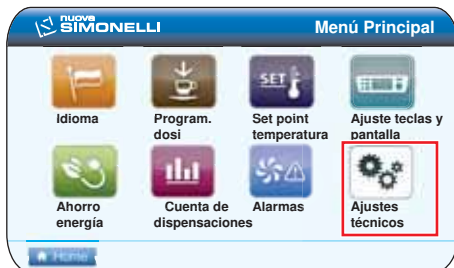 nuova
SIMONELLI
Menú Principal
SET
Idioma
Program.
dosi
Set point
temperatura
Ajuste teclas y
pantalla
Ahorro
energía
Cuenta de
dispensaciones
Alarmas
Ajustes
técnicos
Home